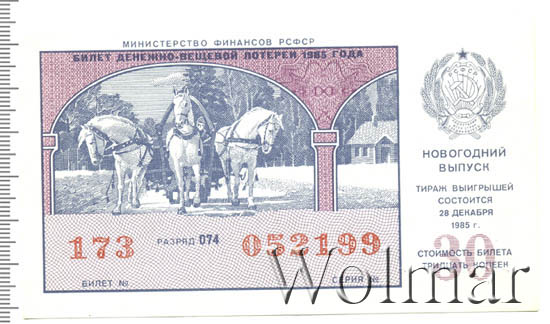 МИНИСТЕРСТВО ФИНАНСОВ РСФСР
БИЛЕТ ДЕНЕЖНО-ВЕЩЕВОЙ ЛОТЕРЕИ 1985 ГОДА
РСФСР
НОВОГОДНИЙ
ВЫПУСК
ТИРАЖ ВЫИГРЫШЕЙ
СОСТОИТСЯ
28 ДЕКАБРЯ
1985 г.
173 РАЗРЯД 074 052199
30
СТОИМОСТЬ БИЛЕТА
ТРИДЦАТЬ КОПЕЕК
БИЛЕТ № СЕРИЯ №
Wolmar